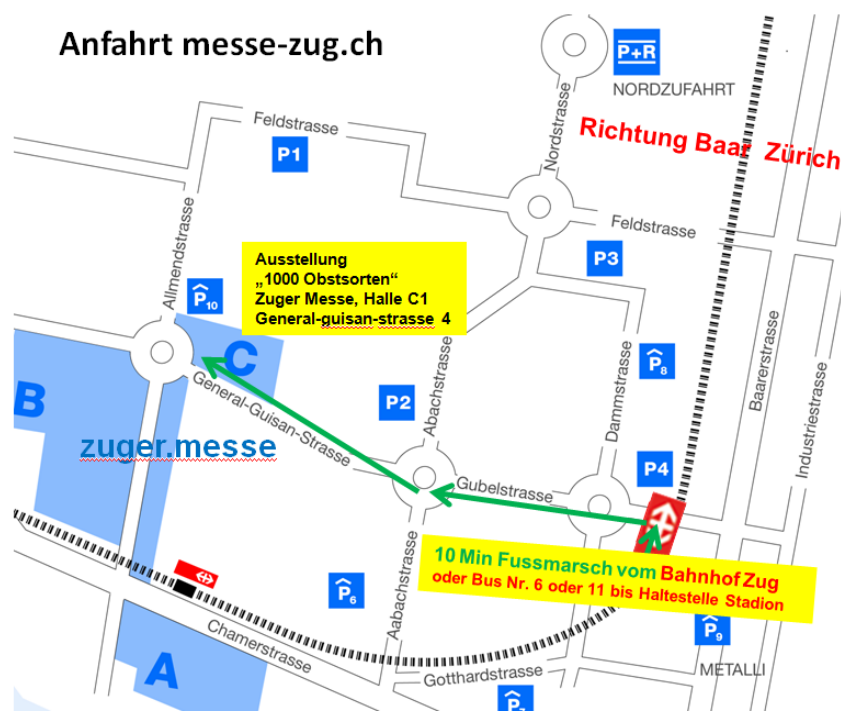 Anfahrt messe-zug.ch
P+R
NORDZUFAHRT
Richtung Baar Zürich
Feldstrasse
P1
Nordstrasse
Allmendstrasse
Feldstrasse
P3
Ausstellung
„1000 Obstsorten“
Zuger Messe, Halle C1
General-guisan-strasse 4
P10
C
B
General-Guisan-Strasse
P2
Abachstrasse
Dammstrasse
P8
Baarerstrasse
Industriestrasse
zuger.messe
Gubelstrasse
P4
10 Min Fussmarsch vom Bahnhof Zug
oder Bus Nr. 6 oder 11 bis Haltestelle Stadion
P6
Aabachstrasse
P9
Chamerstrasse
A
Gotthardstrasse
METALLI